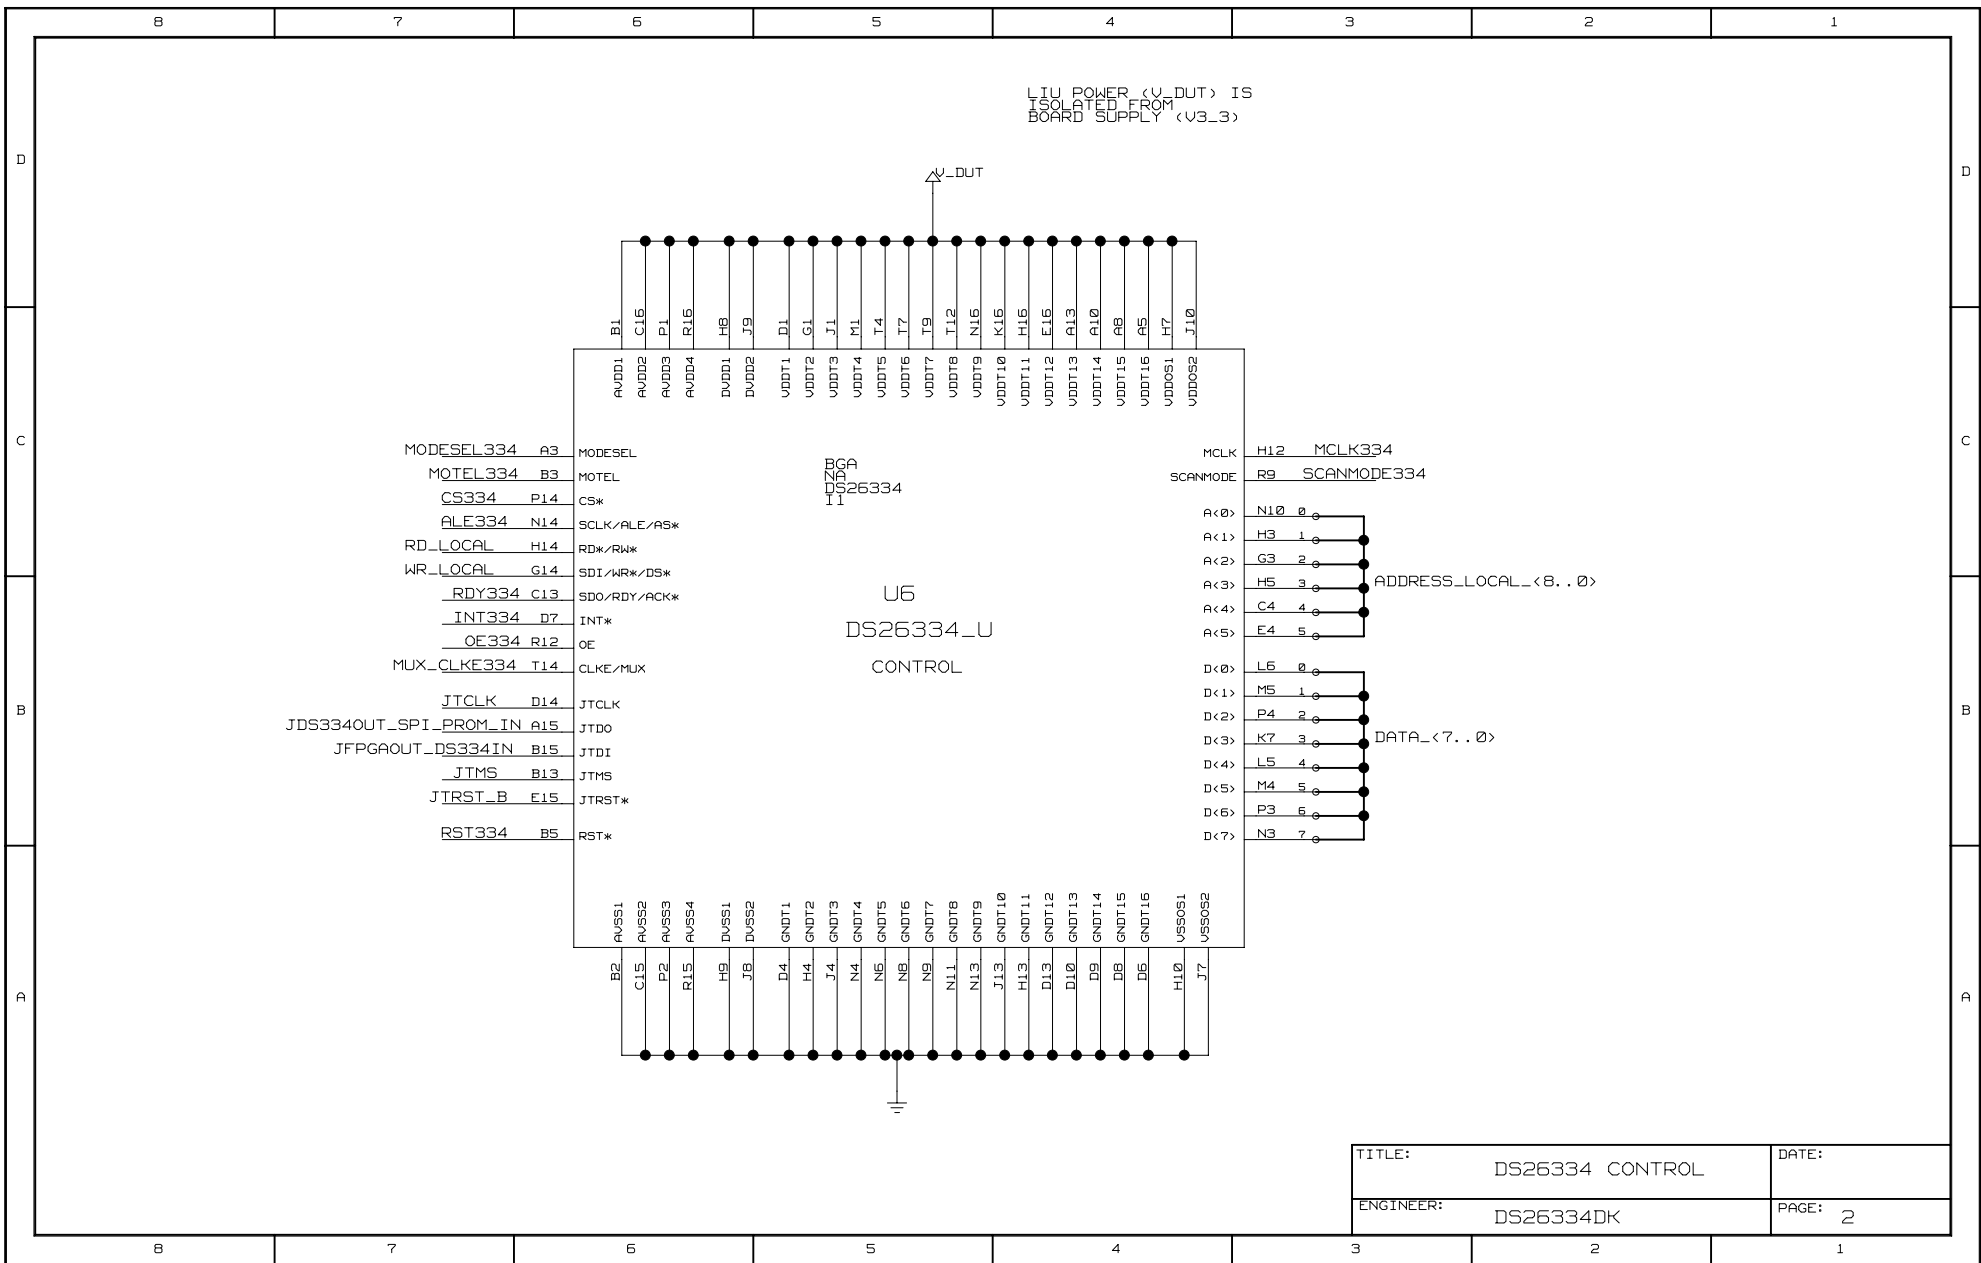 8 7 6 5 4 3 2 1
LIU POWER (V_DUT) IS
ISOLATED FROM
BOARD SUPPLY (V3_3)
D D
V_DUT
B1 C16 P1 R16 H8 J9 D1 G1 J1 M1 T4 T7 T9 T12 N16 K16 H16 E16 A13 A10 A8 A5 H7 J10
AVDD1 AVDD2 AVDD3 AVDD4 DVDD1 DVDD2 VDDT1 VDDT2 VDDT3 VDDT4 VDDT5 VDDT6 VDDT7 VDDT8 VDDT9 VDDT10 VDDT11 VDDT12 VDDT13 VDDT14 VDDT15 VDDT16 VDDOS1 VDDOS2
C C
MODESEL334 A3 MODESEL
MOTEL334 B3 MOTEL
CS334 P14 CS*
ALE334 N14 SCLK/ALE/AS*
RD_LOCAL H14 RD*/RW*
WR_LOCAL G14 SDI/WR*/DS*
RDY334 C13 SDO/RDY/ACK*
INT334 D7 INT*
OE334 R12 OE
MUX_CLKE334 T14 CLKE/MUX
JTCLK D14 JTCLK
JDS334OUT_SPI_PROM_IN A15 JTDO
JFPGAOUT_DS334IN B15 JTDI
JTMS B13 JTMS
JTRST_B E15 JTRST*
RST334 B5 RST*
BGA
NA
DS26334
I1
U6
DS26334_U
CONTROL
MCLK H12 MCLK334
SCANMODE R9 SCANMODE334
A<0> N10 0
A<1> H3 1
A<2> G3 2
A<3> H5 3 ADDRESS_LOCAL_<8..0>
A<4> C4 4
A<5> E4 5
D<0> L6 0
D<1> M5 1
D<2> P4 2
D<3> K7 3 DATA_<7..0>
D<4> L5 4
D<5> M4 5
D<6> P3 6
D<7> N3 7
B B
AVSS1 AVSS2 AVSS3 AVSS4 DVSS1 DVSS2 GNDT1 GNDT2 GNDT3 GNDT4 GNDT5 GNDT6 GNDT7 GNDT8 GNDT9 GNDT10 GNDT11 GNDT12 GNDT13 GNDT14 GNDT15 GNDT16 VSSOS1 VSSOS2
B2 C15 P2 R15 H9 J8 D4 H4 J4 N4 N6 N8 N9 N11 N13 J13 H13 D13 D10 D9 D8 D6 H10 J7
A A
TITLE: DS26334 CONTROL DATE:
ENGINEER: DS26334DK PAGE: 2
8 7 6 5 4 3 2 1